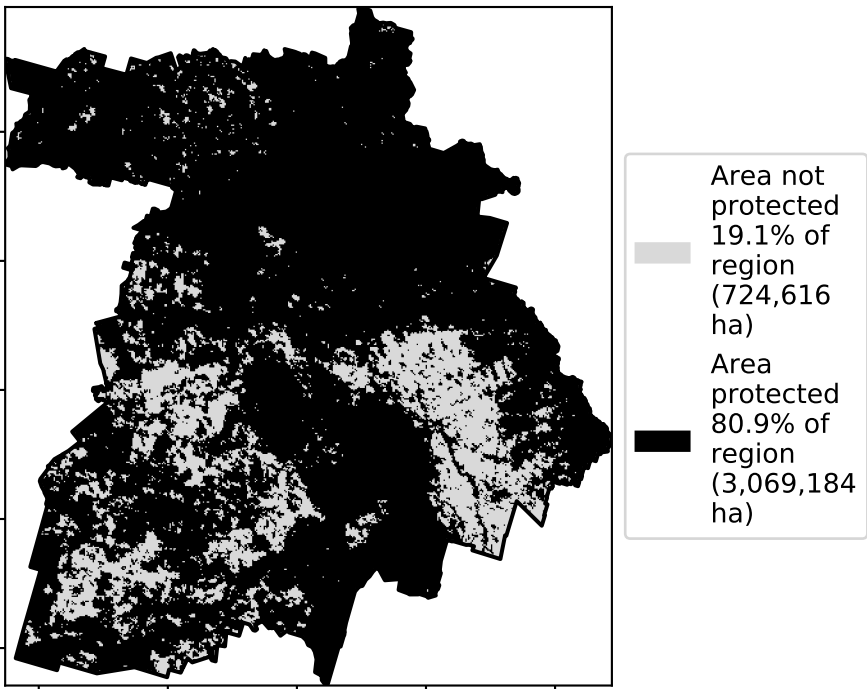 Area not
protected
19.1% of
region
(724,616
ha)
Area
protected
80.9% of
region
(3,069,184
ha)